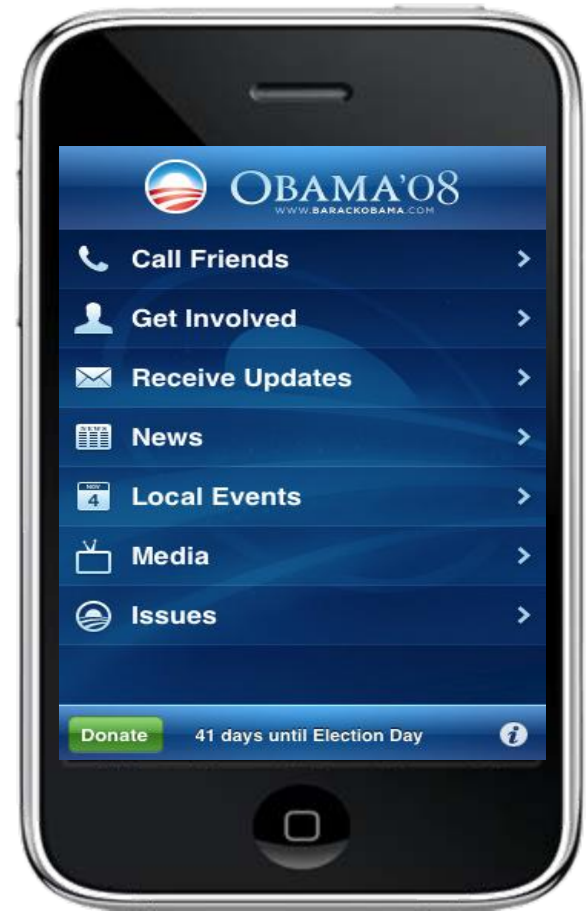 OBAMA'08
WWW.BARACKOBAMA.COM
Call Friends
Get Involved
Receive Updates
NEWS
News
NOV
4
Local Events
Media
Issues
Donate
41 days until Election Day
i